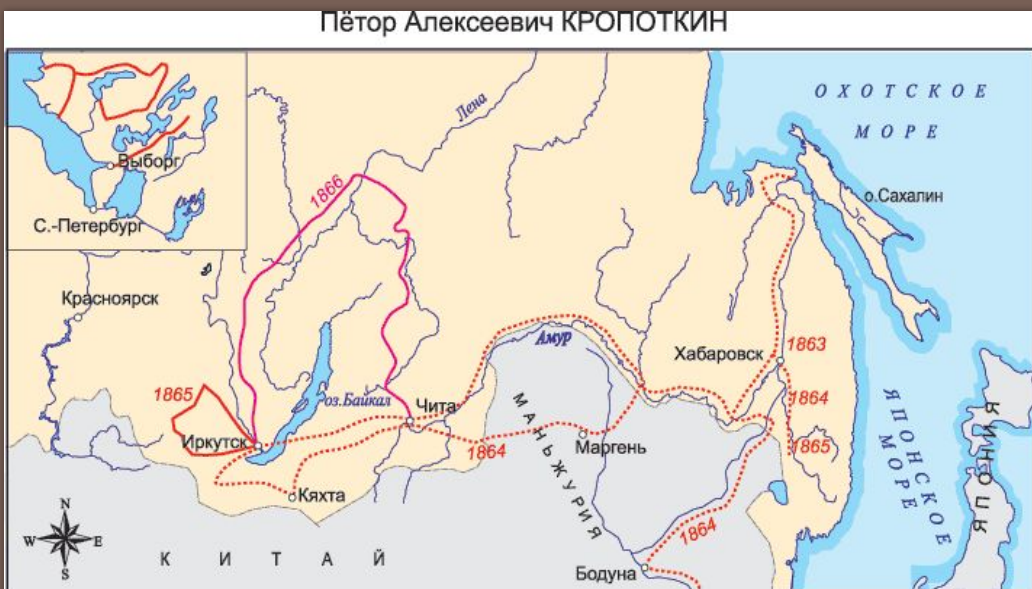 Пётор Алексеевич КРОПОТКИН
ОХОТСКОЕ
МОРЕ
Лена
Выборг
1866
о.Сахалин
С.-Петербург
Красноярск
Амур
Хабаровск
1863
1865
оз.Байкал
Чита
1864
ЯПОНСКОЕ
МОРЕ
ЯПОНИЯ
Иркутск
1864
Маргень
1865
МАНЬЖУРИЯ
Кяхта
N
W
E
S
1864
КИТАЙ
Бодуна